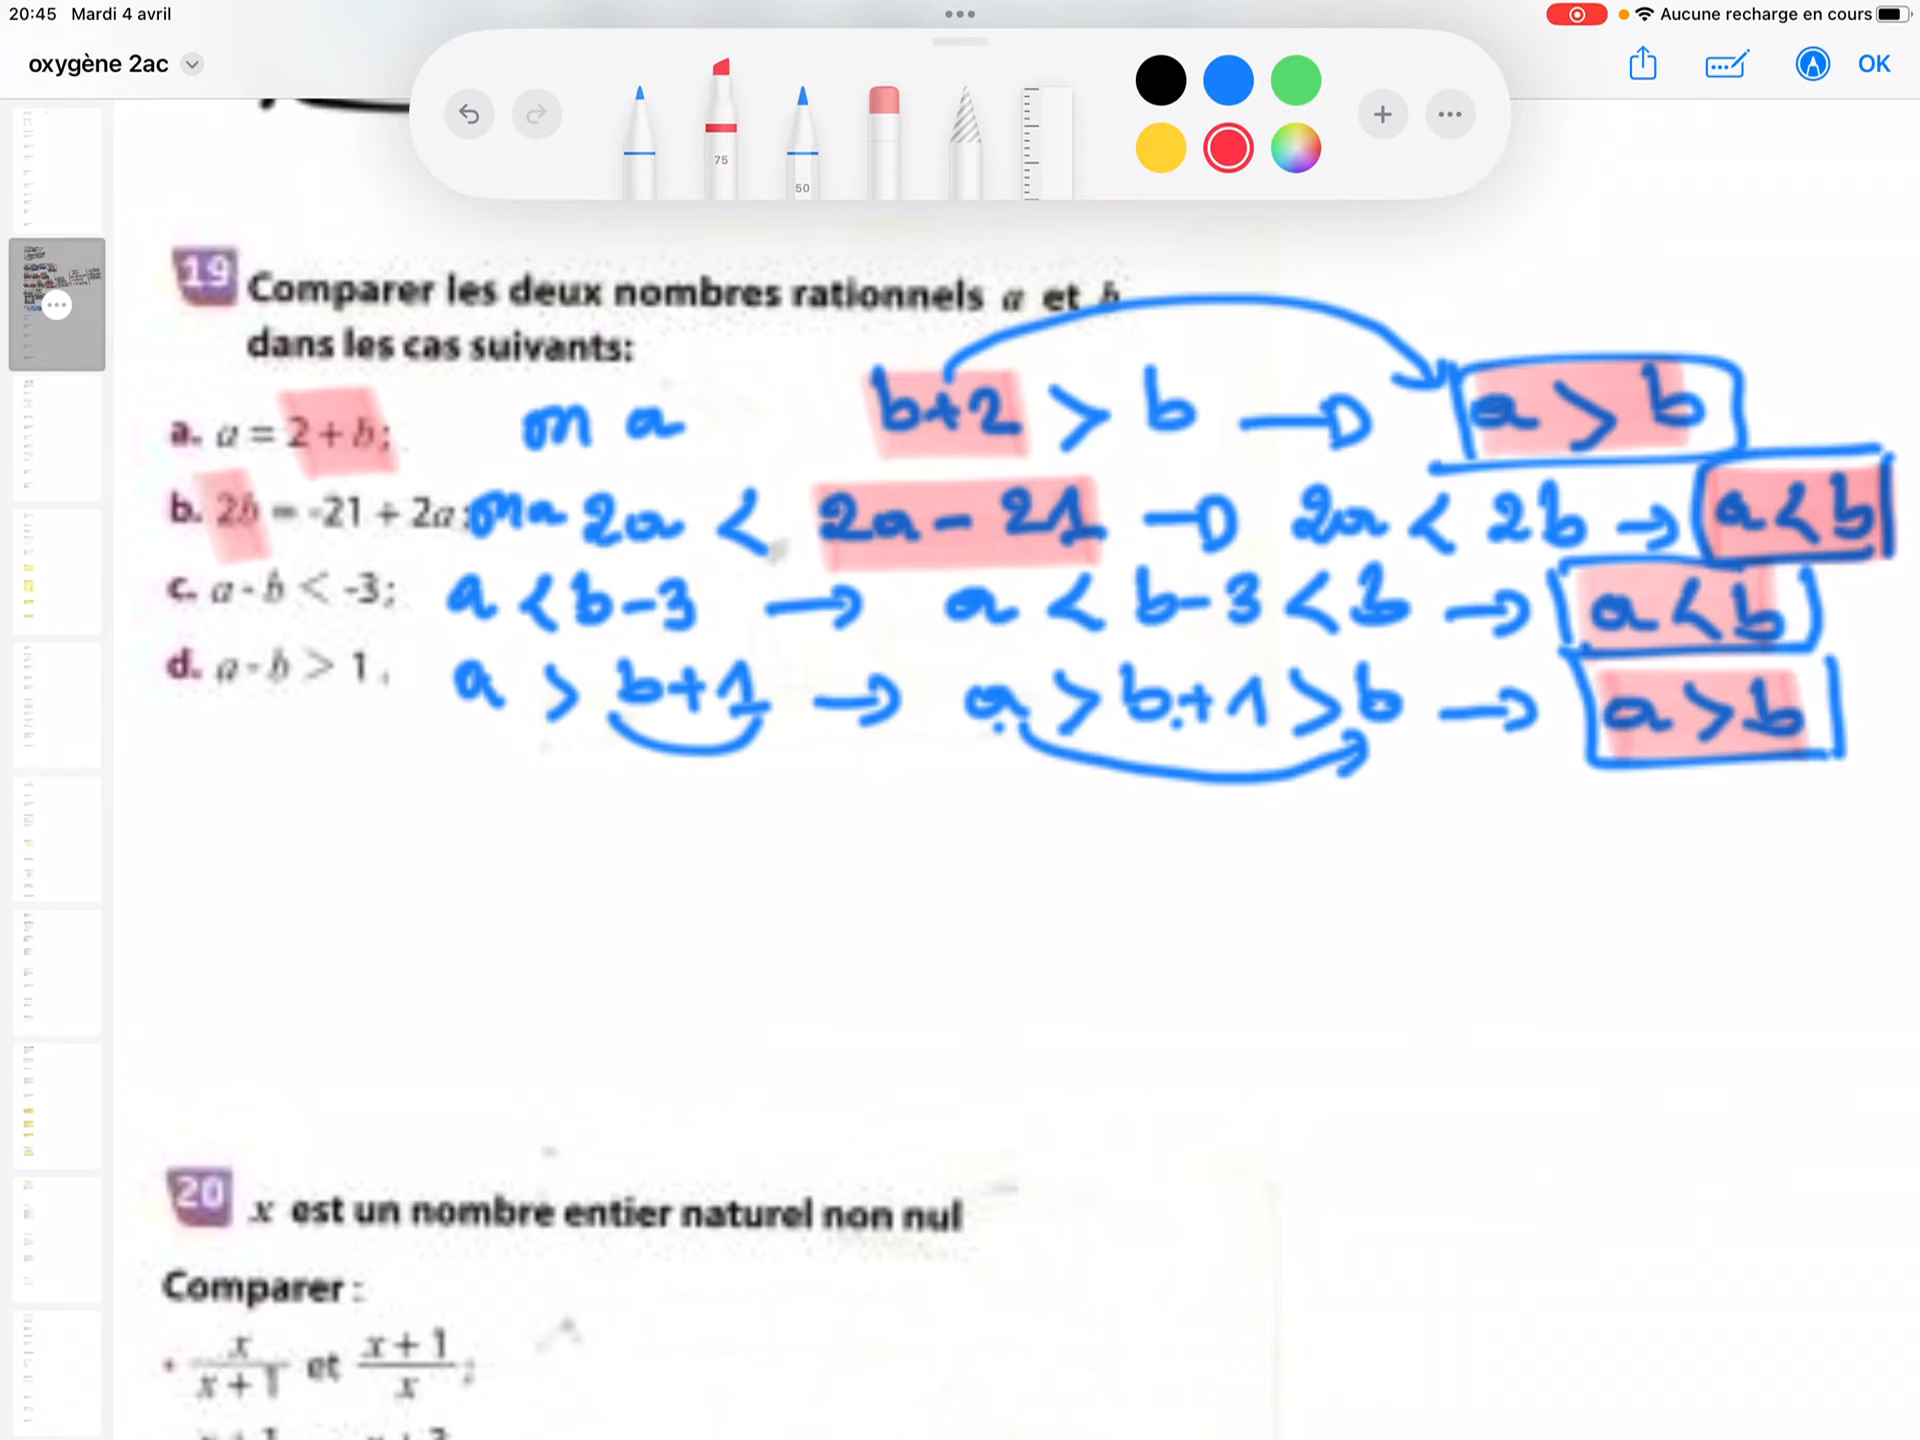 20:45 Mardi 4 avril
Aucune recharge en cours
oxygène 2ac
OK
75
50
19 Comparer les deux nombres rationnels a et b
dans les cas suivants:
a. a = 2 + b; on a b+2 > b → a > b
b. 2b = -21 + 2a; on a 2a < 2a - 21 → 2a < 2b → a < b
c. a - b < -3; a < b - 3 → a < b - 3 < b → a < b
d. a - b > 1. a > b+1 → a > b+1 > b → a > b
20 x est un nombre entier naturel non nul
Comparer :
• x/(x + 1) et (x + 1)/x ;